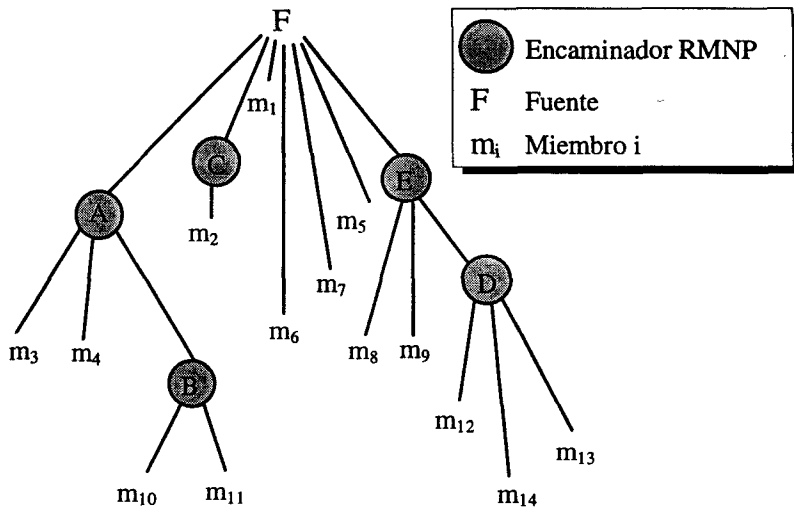 F
Encaminador RMNP
F Fuente
mᵢ Miembro i
m₁
C
E
A
m₂
m₅
m₇
D
m₆
m₃
m₄
m₈
m₉
B
m₁₂
m₁₃
m₁₀
m₁₁
m₁₄